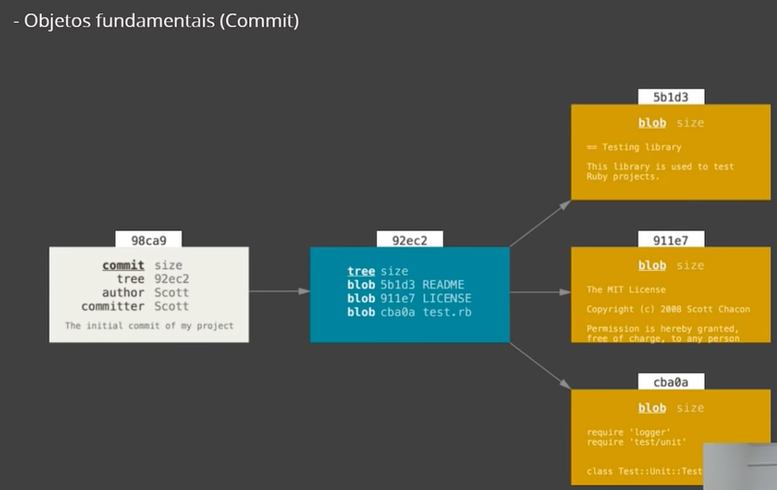 - Objetos fundamentais (Commit)
98ca9
commit size
tree 92ec2
author Scott
committer Scott
The initial commit of my project
92ec2
tree size
blob 5b1d3 README
blob 911e7 LICENSE
blob cba0a test.rb
5b1d3
blob size
== Testing library
This library is used to test
Ruby projects.
911e7
blob size
The MIT License
Copyright (c) 2008 Scott Chacon
Permission is hereby granted,
free of charge, to any person
cba0a
blob size
require 'logger'
require 'test/unit'
class Test::Unit::Test